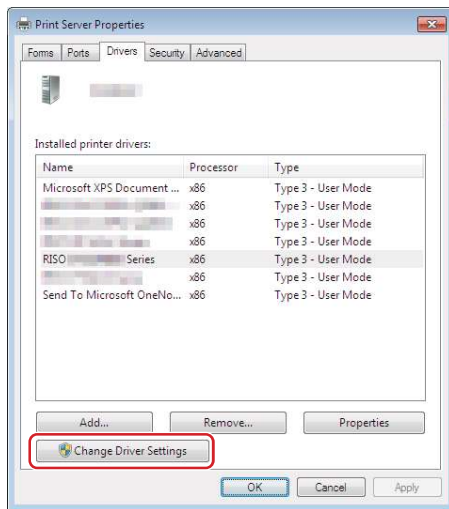 Print Server Properties
Forms Ports Drivers Security Advanced
Installed printer drivers:
Name Processor Type
Microsoft XPS Document ... x86 Type 3 - User Mode
x86 Type 3 - User Mode
x86 Type 3 - User Mode
x86 Type 3 - User Mode
RISO Series x86 Type 3 - User Mode
x86 Type 3 - User Mode
Send To Microsoft OneNo... x86 Type 3 - User Mode
Add... Remove... Properties
Change Driver Settings
OK Cancel Apply